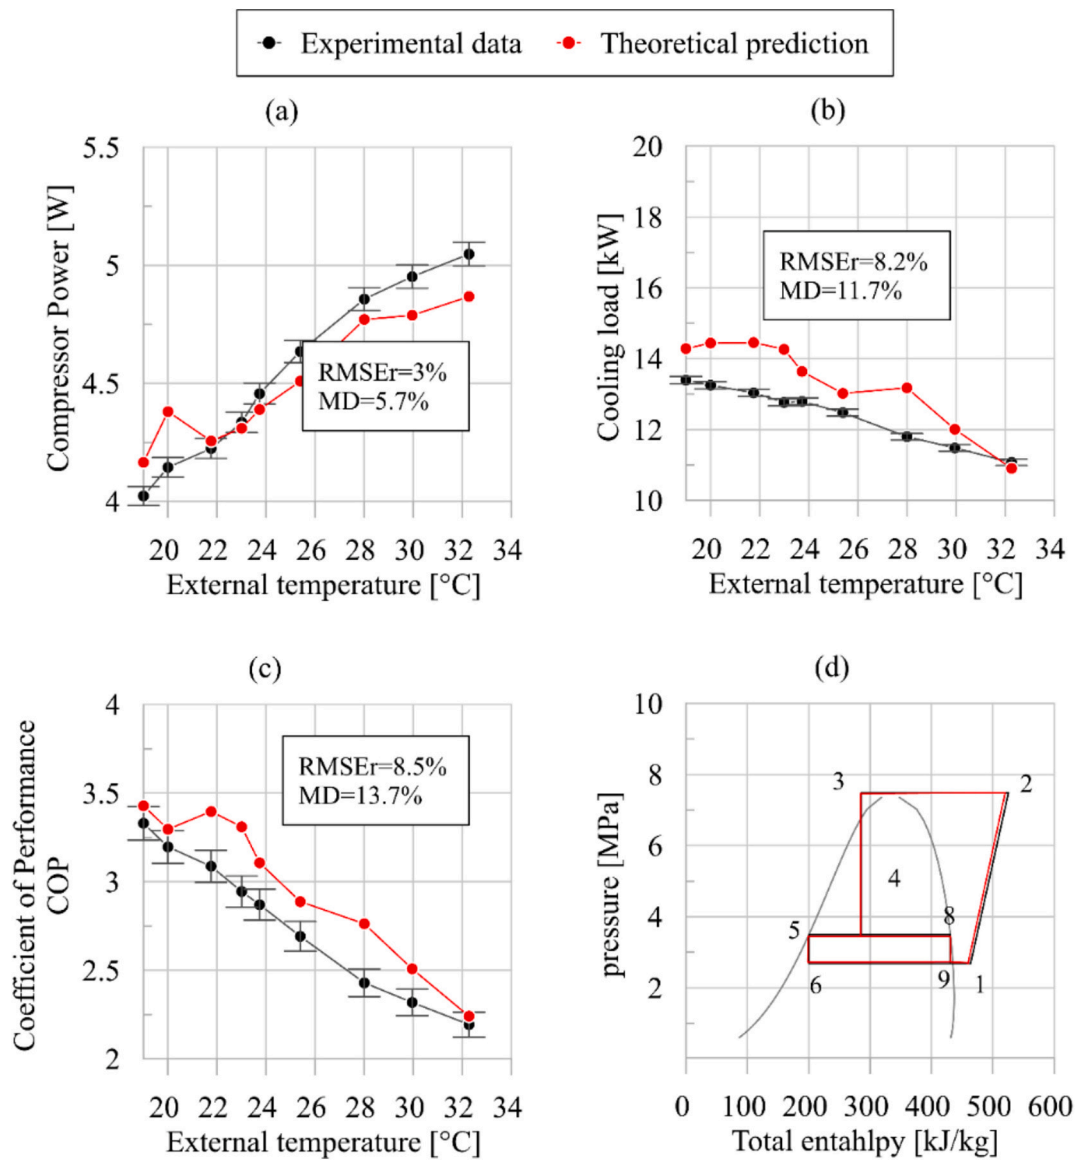 Experimental data Theoretical prediction
(a)
5.5
5
4.5
4
Compressor Power [W]
RMSEr=3%
MD=5.7%
20 22 24 26 28 30 32 34
External temperature [°C]
(b)
20
18
16
14
12
10
Cooling load [kW]
RMSEr=8.2%
MD=11.7%
20 22 24 26 28 30 32 34
External temperature [°C]
(c)
4
3.5
3
2.5
2
Coefficient of Performance
COP
RMSEr=8.5%
MD=13.7%
20 22 24 26 28 30 32 34
External temperature [°C]
(d)
10
8
6
4
2
pressure [MPa]
3 2
4
5 8
6 9 1
0 100 200 300 400 500 600
Total entahlpy [kJ/kg]